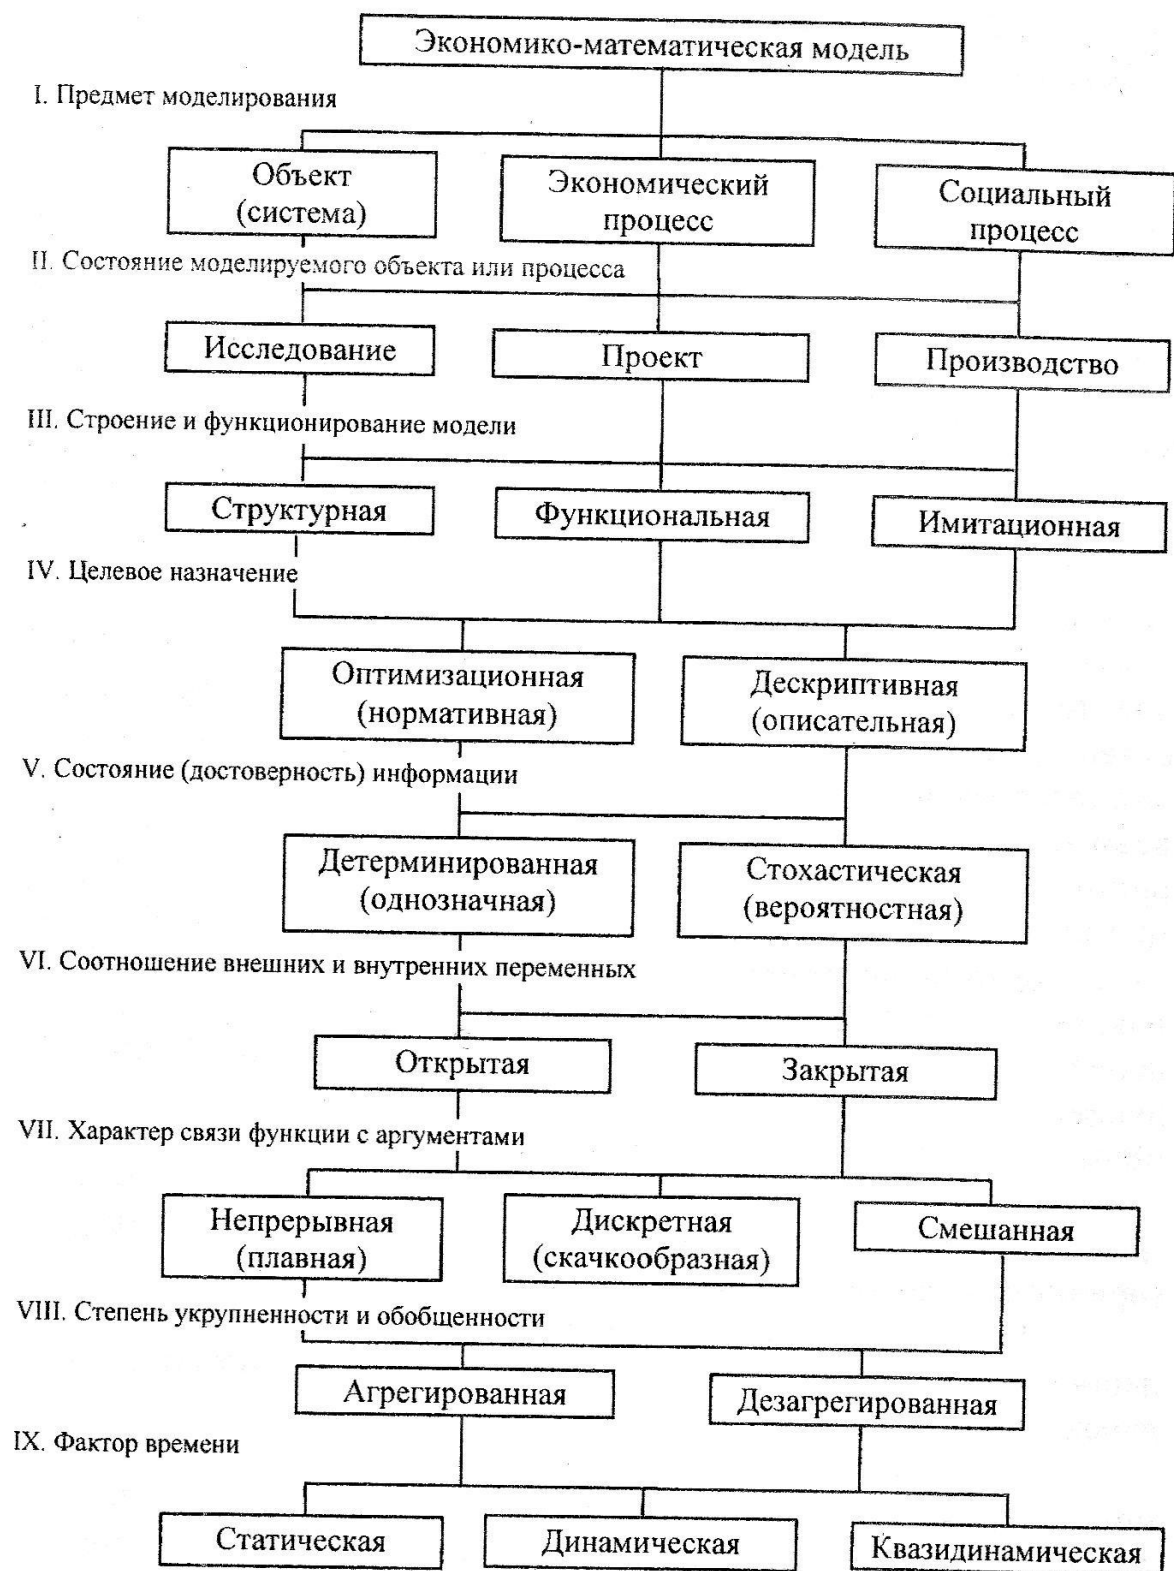 Экономико-математическая модель
I. Предмет моделирования
Объект
(система)
Экономический
процесс
Социальный
процесс
II. Состояние моделируемого объекта или процесса
Исследование
Проект
Производство
III. Строение и функционирование модели
Структурная
Функциональная
Имитационная
IV. Целевое назначение
Оптимизационная
(нормативная)
Дескриптивная
(описательная)
V. Состояние (достоверность) информации
Детерминированная
(однозначная)
Стохастическая
(вероятностная)
VI. Соотношение внешних и внутренних переменных
Открытая
Закрытая
VII. Характер связи функции с аргументами
Непрерывная
(плавная)
Дискретная
(скачкообразная)
Смешанная
VIII. Степень укрупненности и обобщенности
Агрегированная
Дезагрегированная
IX. Фактор времени
Статическая
Динамическая
Квазидинамическая